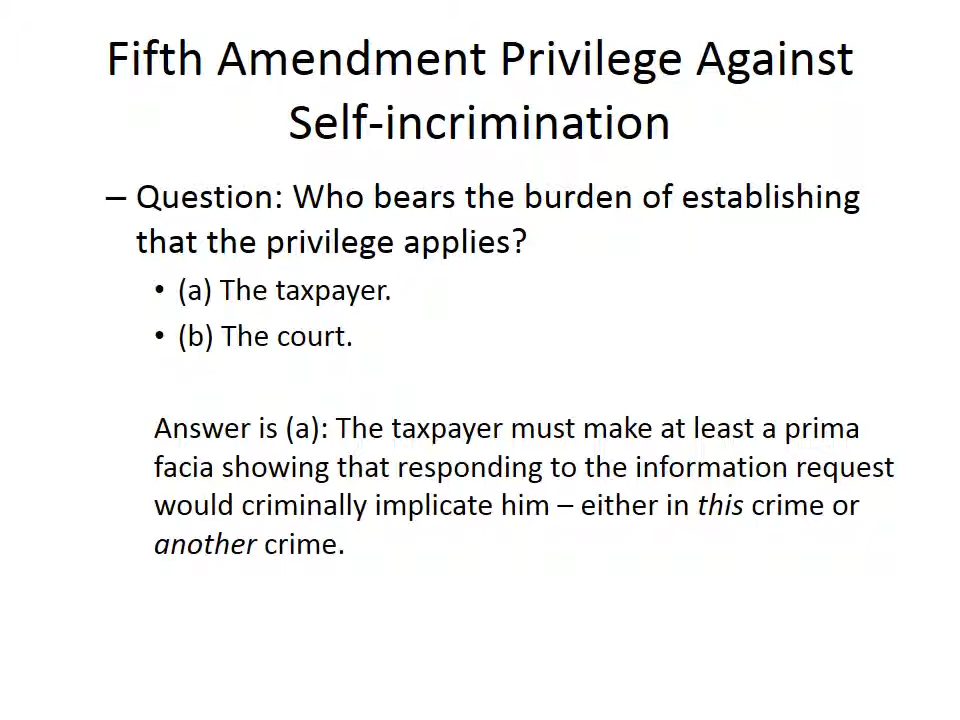 Fifth Amendment Privilege Against
Self-incrimination
– Question: Who bears the burden of establishing
that the privilege applies?
• (a) The taxpayer.
• (b) The court.
Answer is (a): The taxpayer must make at least a prima
facia showing that responding to the information request
would criminally implicate him – either in this crime or
another crime.